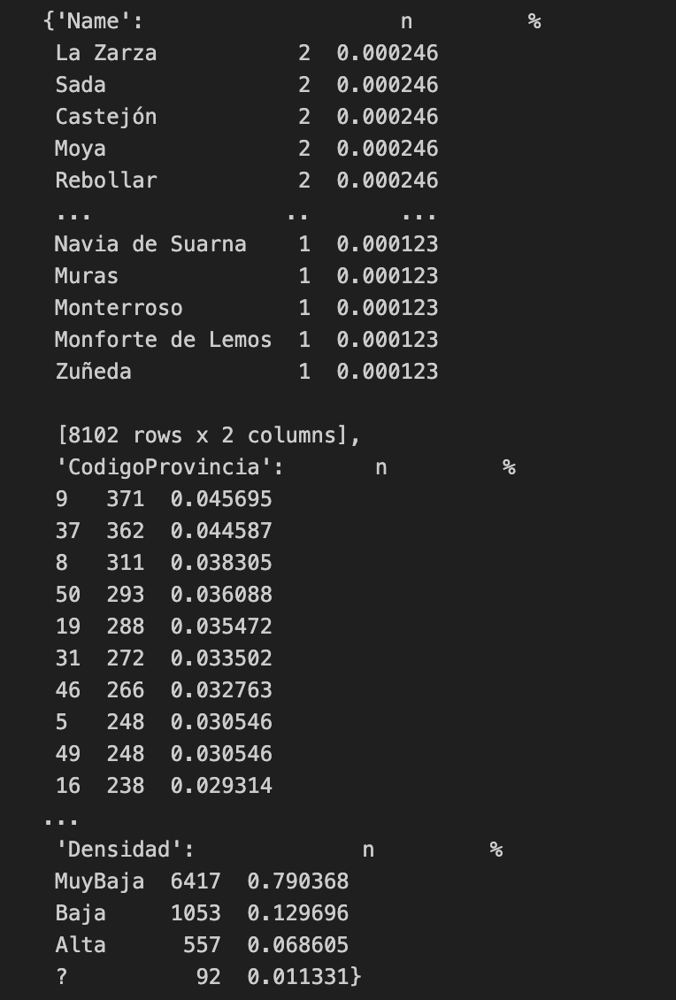 {'Name':                    n         %
 La Zarza           2  0.000246
 Sada               2  0.000246
 Castejón           2  0.000246
 Moya               2  0.000246
 Rebollar           2  0.000246
 ...               ..       ...
 Navia de Suarna    1  0.000123
 Muras              1  0.000123
 Monterroso         1  0.000123
 Monforte de Lemos  1  0.000123
 Zuñeda             1  0.000123
 
 [8102 rows x 2 columns],
 'CodigoProvincia':       n         %
 9   371  0.045695
 37  362  0.044587
 8   311  0.038305
 50  293  0.036088
 19  288  0.035472
 31  272  0.033502
 46  266  0.032763
 5   248  0.030546
 49  248  0.030546
 16  238  0.029314
...
 'Densidad':             n         %
 MuyBaja  6417  0.790368
 Baja     1053  0.129696
 Alta      557  0.068605
 ?          92  0.011331}